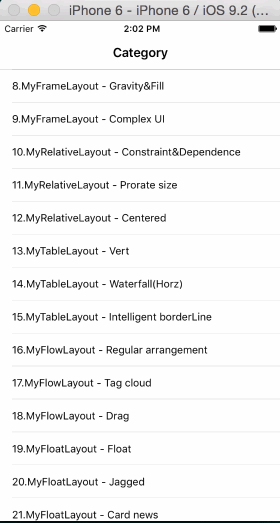 iPhone 6 - iPhone 6 / iOS 9.2 (...
Carrier 2:02 PM
Category
8.MyFrameLayout - Gravity&Fill
9.MyFrameLayout - Complex UI
10.MyRelativeLayout - Constraint&Dependence
11.MyRelativeLayout - Prorate size
12.MyRelativeLayout - Centered
13.MyTableLayout - Vert
14.MyTableLayout - Waterfall(Horz)
15.MyTableLayout - Intelligent borderLine
16.MyFlowLayout - Regular arrangement
17.MyFlowLayout - Tag cloud
18.MyFlowLayout - Drag
19.MyFloatLayout - Float
20.MyFloatLayout - Jagged
21.MyFloatLayout - Card news